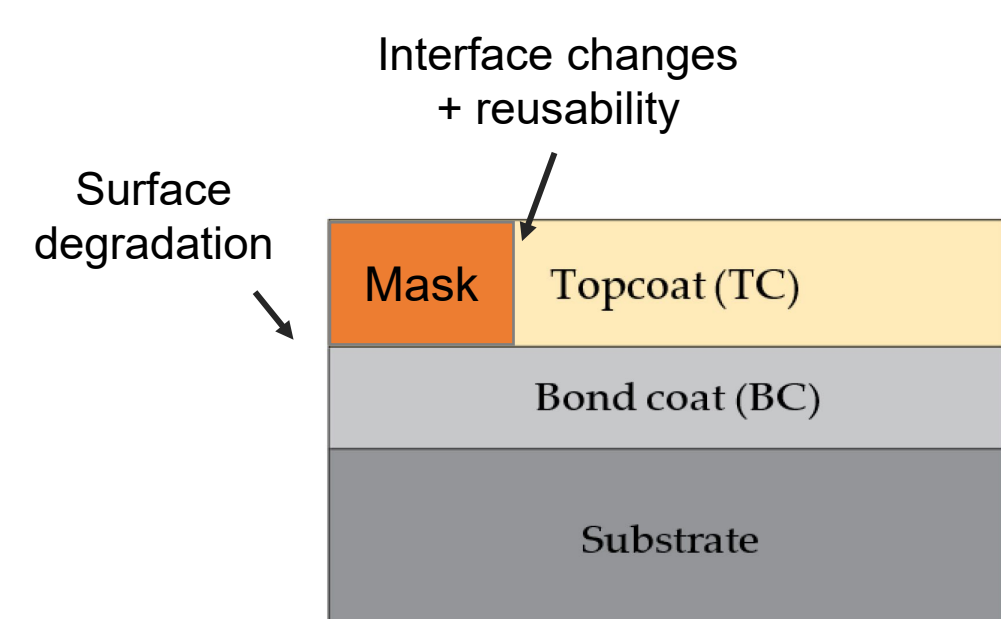 Interface changes
+ reusability
Surface
degradation
Mask
Topcoat (TC)
Bond coat (BC)
Substrate